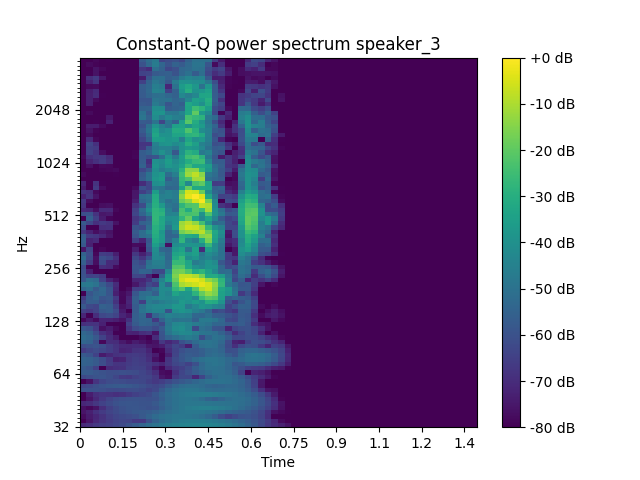 Constant-Q power spectrum speaker_3
Hz
2048
1024
512
256
128
64
32
0 0.15 0.3 0.45 0.6 0.75 0.9 1.1 1.2 1.4
Time
+0 dB
-10 dB
-20 dB
-30 dB
-40 dB
-50 dB
-60 dB
-70 dB
-80 dB